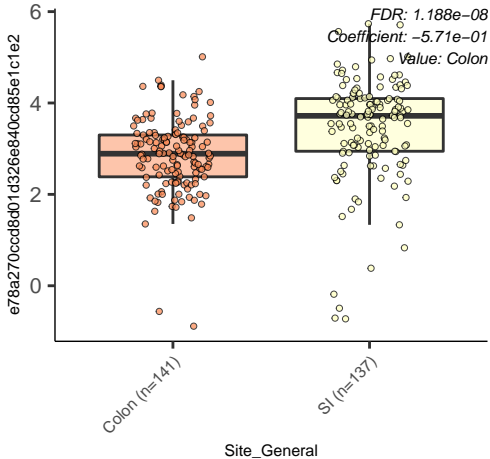 FDR: 1.188e−08
Coefficient: −5.71e−01
Value: Colon
6
4
2
0
e78a270ccd8d01d326e840cd85e1c1e2
Colon (n=141)
SI (n=137)
Site_General